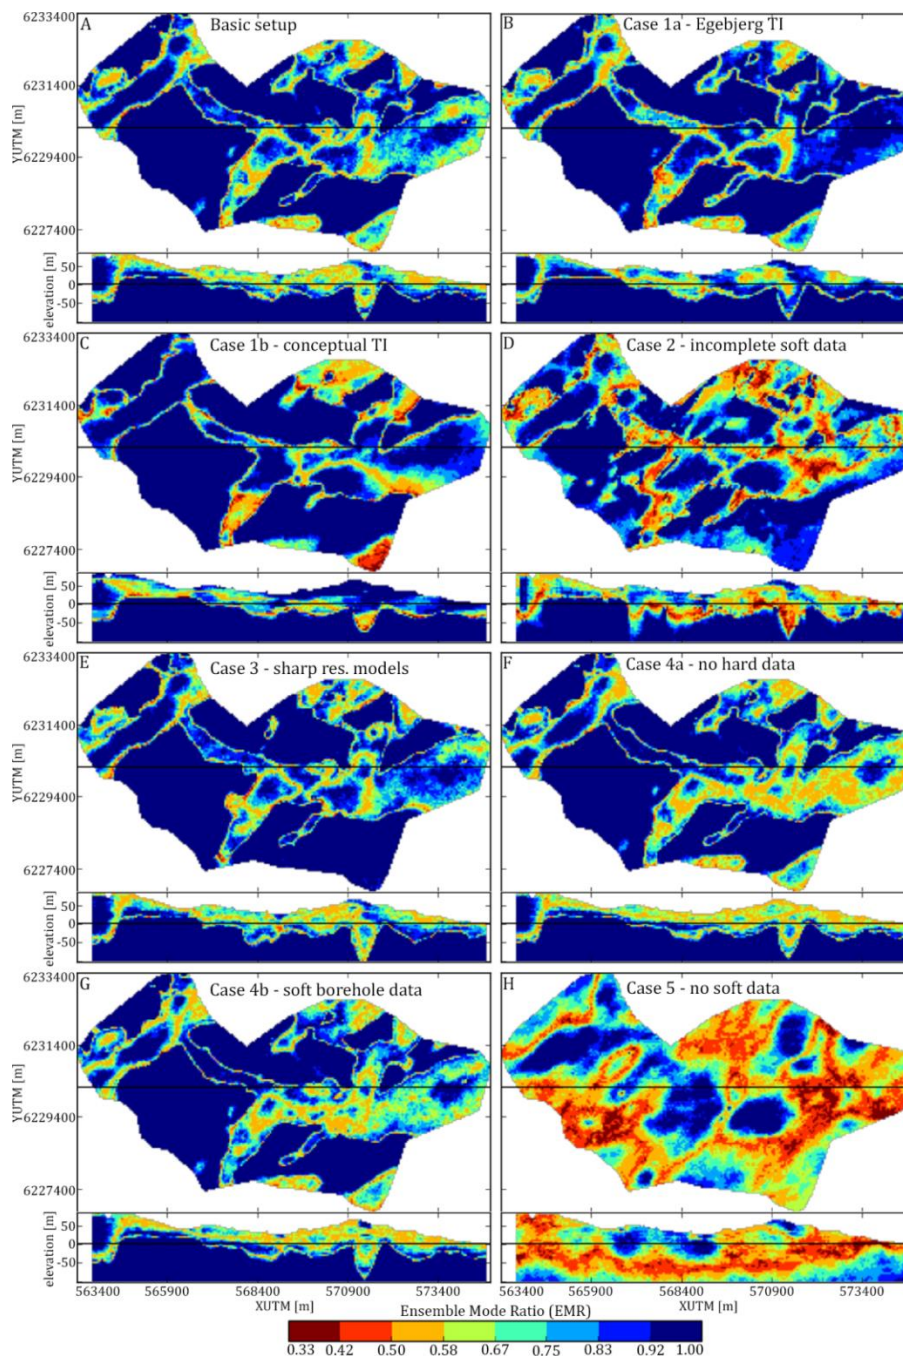 6233400
A
Basic setup
B
Case 1a - Egebjerg TI
6231400
YUTM [m]
6229400
6227400
elevation [m]
50
0
-50
6233400
C
Case 1b - conceptual TI
D
Case 2 - incomplete soft data
6231400
YUTM [m]
6229400
6227400
elevation [m]
50
0
-50
6233400
E
Case 3 - sharp res. models
F
Case 4a - no hard data
6231400
YUTM [m]
6229400
6227400
elevation [m]
50
0
-50
6233400
G
Case 4b - soft borehole data
H
Case 5 - no soft data
6231400
YUTM [m]
6229400
6227400
elevation [m]
50
0
-50
563400 565900 568400 570900 573400 563400 565900 568400 570900 573400
XUTM [m] XUTM [m]
Ensemble Mode Ratio (EMR)
0.33 0.42 0.50 0.58 0.67 0.75 0.83 0.92 1.00